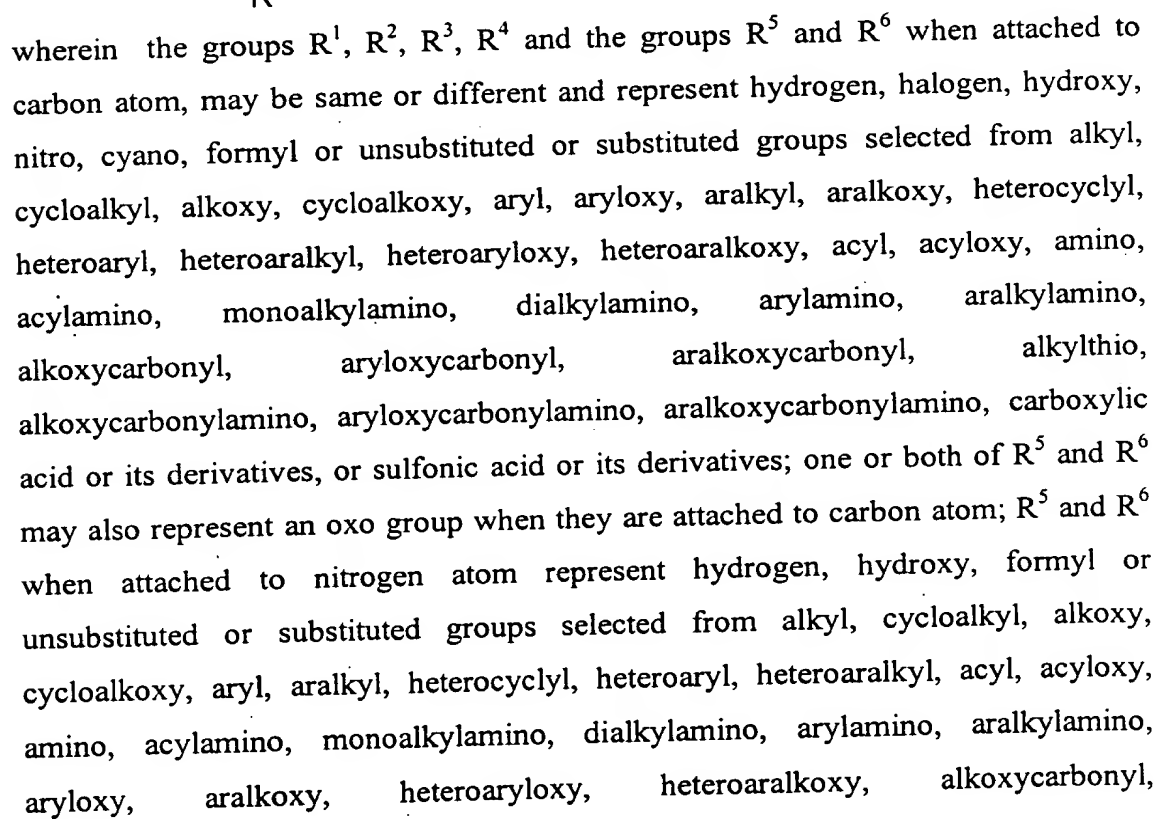 R
wherein the groups R¹, R², R³, R⁴ and the groups R⁵ and R⁶ when attached to
carbon atom, may be same or different and represent hydrogen, halogen, hydroxy,
nitro, cyano, formyl or unsubstituted or substituted groups selected from alkyl,
cycloalkyl, alkoxy, cycloalkoxy, aryl, aryloxy, aralkyl, aralkoxy, heterocyclyl,
heteroaryl, heteroaralkyl, heteroaryloxy, heteroaralkoxy, acyl, acyloxy, amino,
acylamino, monoalkylamino, dialkylamino, arylamino, aralkylamino,
alkoxycarbonyl, aryloxycarbonyl, aralkoxycarbonyl, alkylthio,
alkoxycarbonylamino, aryloxycarbonylamino, aralkoxycarbonylamino, carboxylic
acid or its derivatives, or sulfonic acid or its derivatives; one or both of R⁵ and R⁶
may also represent an oxo group when they are attached to carbon atom; R⁵ and R⁶
when attached to nitrogen atom represent hydrogen, hydroxy, formyl or
unsubstituted or substituted groups selected from alkyl, cycloalkyl, alkoxy,
cycloalkoxy, aryl, aralkyl, heterocyclyl, heteroaryl, heteroaralkyl, acyl, acyloxy,
amino, acylamino, monoalkylamino, dialkylamino, arylamino, aralkylamino,
aryloxy, aralkoxy, heteroaryloxy, heteroaralkoxy, alkoxycarbonyl,